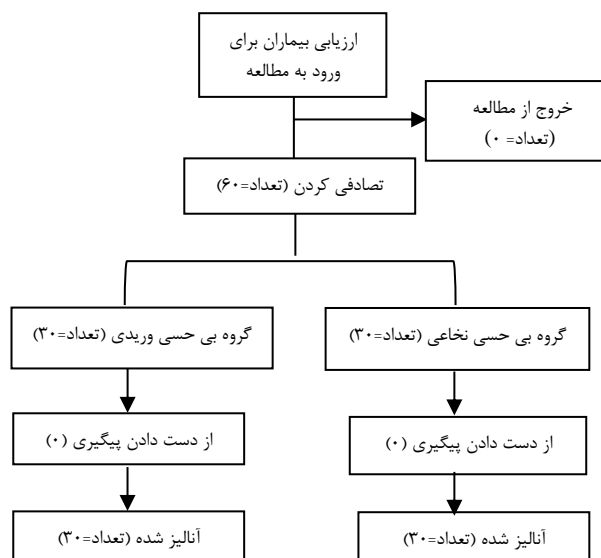 ارزیابی بیماران برای
ورود به مطالعه
خروج از مطالعه
(تعداد= ۰)
تصادفی کردن (تعداد=۶۰)
گروه بی حسی نخاعی (تعداد=۳۰)
گروه بی حسی وریدی (تعداد=۳۰)
از دست دادن پیگیری (۰)
از دست دادن پیگیری (۰)
آنالیز شده (تعداد=۳۰)
آنالیز شده (تعداد=۳۰)